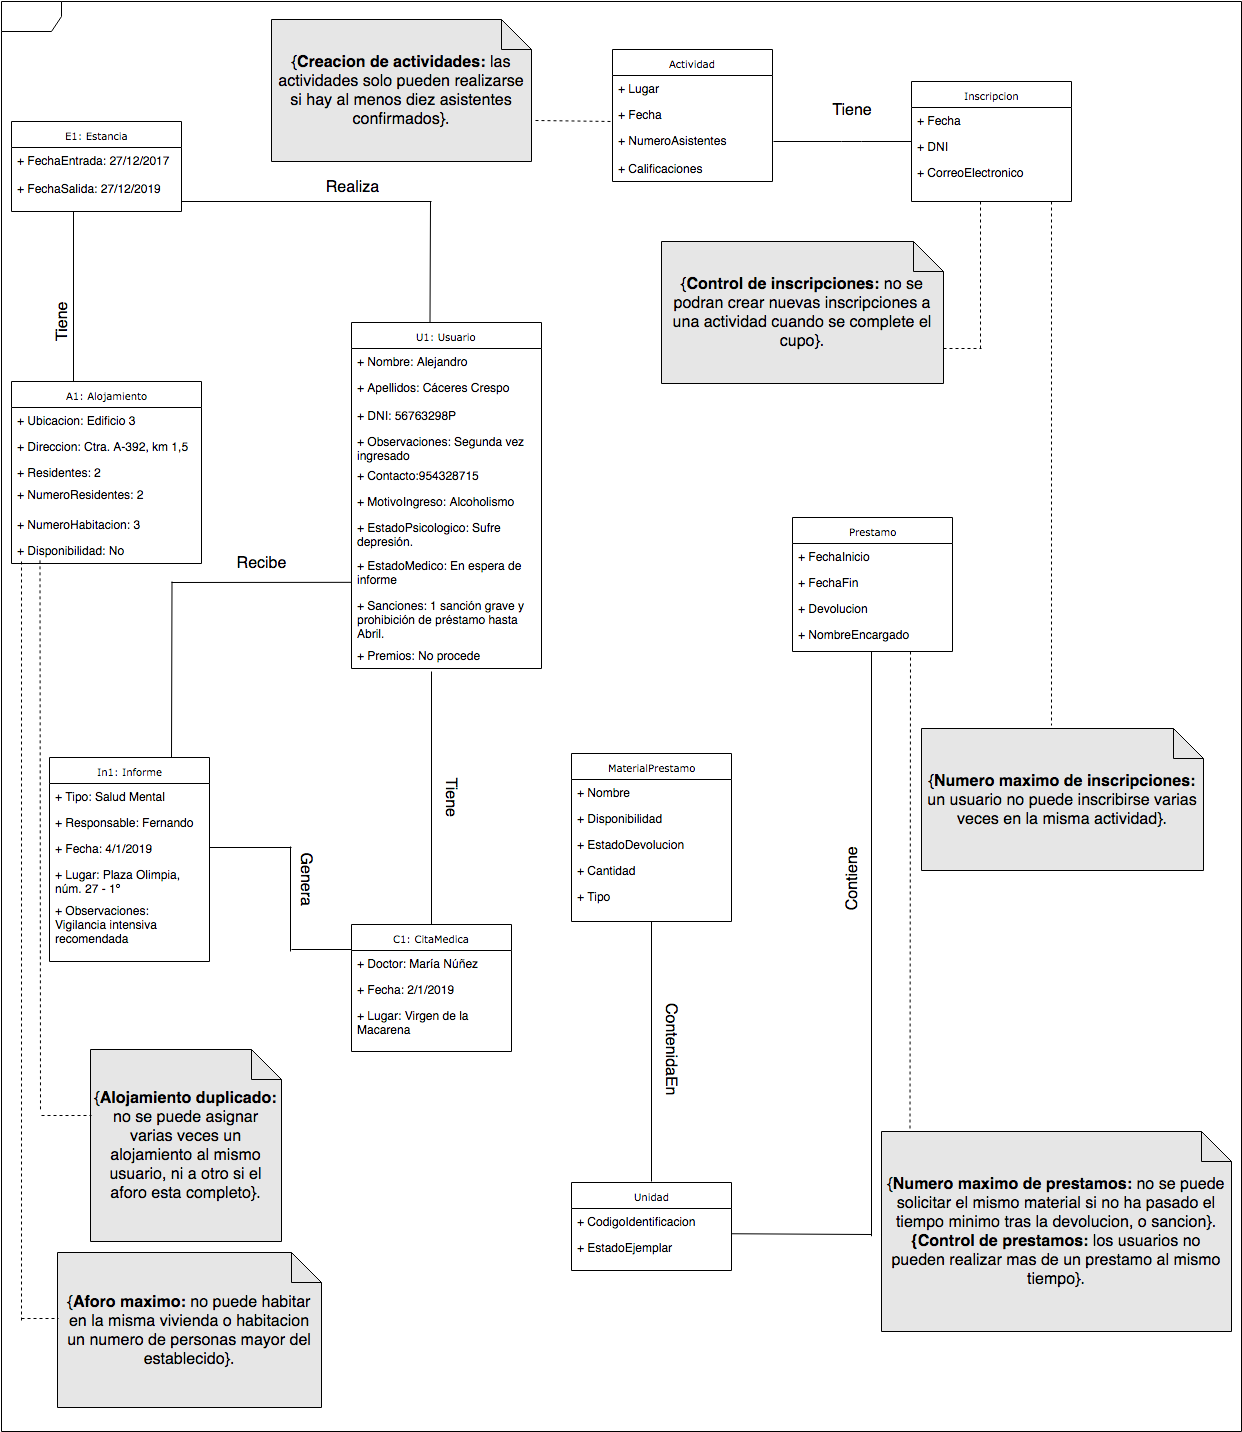 {Creacion de actividades: las
actividades solo pueden realizarse
si hay al menos diez asistentes
confirmados}.
Actividad
+ Lugar
+ Fecha
+ NumeroAsistentes
+ Calificaciones
Tiene
Inscripcion
+ Fecha
+ DNI
+ CorreoElectronico
E1: Estancia
+ FechaEntrada: 27/12/2017
+ FechaSalida: 27/12/2019
Realiza
{Control de inscripciones: no se
podran crear nuevas inscripciones a
una actividad cuando se complete el
cupo}.
Tiene
U1: Usuario
+ Nombre: Alejandro
+ Apellidos: Cáceres Crespo
+ DNI: 56763298P
+ Observaciones: Segunda vez
ingresado
+ Contacto:954328715
+ MotivoIngreso: Alcoholismo
+ EstadoPsicologico: Sufre
depresión.
+ EstadoMedico: En espera de
informe
+ Sanciones: 1 sanción grave y
prohibición de préstamo hasta
Abril.
+ Premios: No procede
A1: Alojamiento
+ Ubicacion: Edificio 3
+ Direccion: Ctra. A-392, km 1,5
+ Residentes: 2
+ NumeroResidentes: 2
+ NumeroHabitacion: 3
+ Disponibilidad: No
Recibe
Prestamo
+ FechaInicio
+ FechaFin
+ Devolucion
+ NombreEncargado
In1: Informe
+ Tipo: Salud Mental
+ Responsable: Fernando
+ Fecha: 4/1/2019
+ Lugar: Plaza Olimpia,
núm. 27 - 1º
+ Observaciones:
Vigilancia intensiva
recomendada
Genera
Tiene
MaterialPrestamo
+ Nombre
+ Disponibilidad
+ EstadoDevolucion
+ Cantidad
+ Tipo
Contiene
{Numero maximo de inscripciones:
un usuario no puede inscribirse varias
veces en la misma actividad}.
C1: CitaMedica
+ Doctor: María Núñez
+ Fecha: 2/1/2019
+ Lugar: Virgen de la
Macarena
ContenidaEn
{Alojamiento duplicado:
no se puede asignar
varias veces un
alojamiento al mismo
usuario, ni a otro si el
aforo esta completo}.
Unidad
+ CodigoIdentificacion
+ EstadoEjemplar
{Numero maximo de prestamos: no se puede
solicitar el mismo material si no ha pasado el
tiempo minimo tras la devolucion, o sancion}.
{Control de prestamos: los usuarios no
pueden realizar mas de un prestamo al mismo
tiempo}.
{Aforo maximo: no puede habitar
en la misma vivienda o habitacion
un numero de personas mayor del
establecido}.